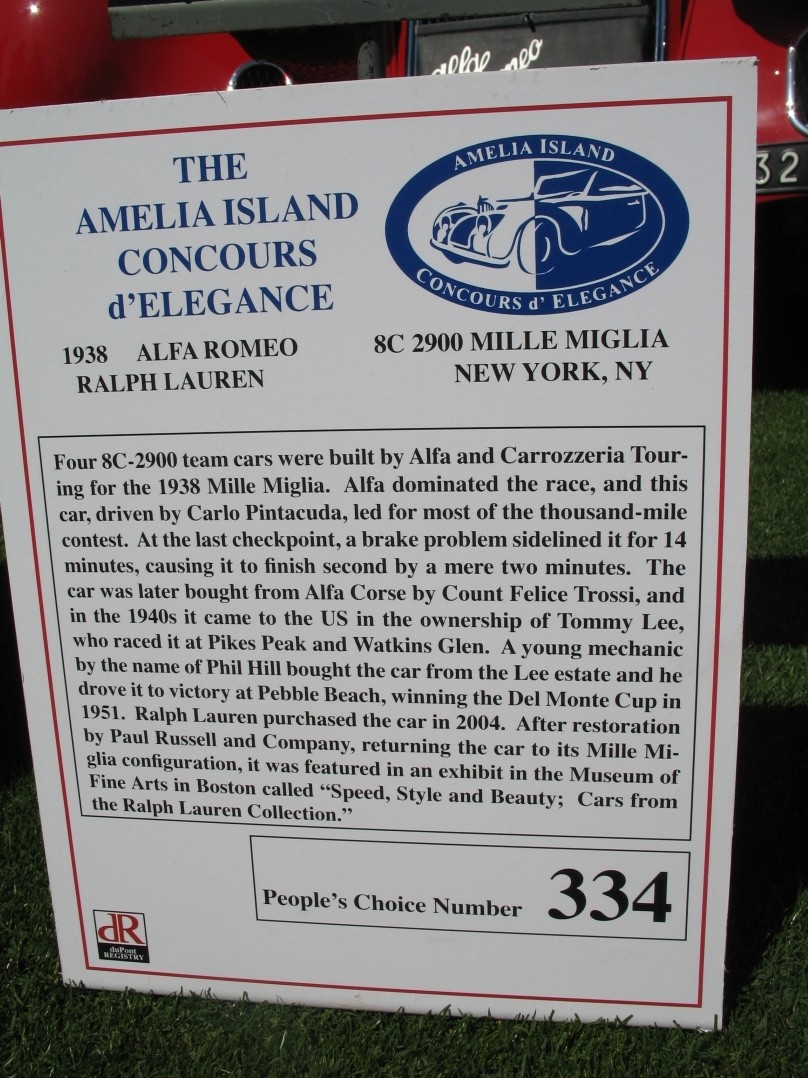 alfa romeo
32
THE
AMELIA ISLAND
CONCOURS
d'ELEGANCE
AMELIA ISLAND
CONCOURS d' ELEGANCE
1938 ALFA ROMEO 8C 2900 MILLE MIGLIA
RALPH LAUREN NEW YORK, NY
Four 8C-2900 team cars were built by Alfa and Carrozzeria Tour-
ing for the 1938 Mille Miglia. Alfa dominated the race, and this
car, driven by Carlo Pintacuda, led for most of the thousand-mile
contest. At the last checkpoint, a brake problem sidelined it for 14
minutes, causing it to finish second by a mere two minutes. The
car was later bought from Alfa Corse by Count Felice Trossi, and
in the 1940s it came to the US in the ownership of Tommy Lee,
who raced it at Pikes Peak and Watkins Glen. A young mechanic
by the name of Phil Hill bought the car from the Lee estate and he
drove it to victory at Pebble Beach, winning the Del Monte Cup in
1951. Ralph Lauren purchased the car in 2004. After restoration
by Paul Russell and Company, returning the car to its Mille Mi-
glia configuration, it was featured in an exhibit in the Museum of
Fine Arts in Boston called “Speed, Style and Beauty; Cars from
the Ralph Lauren Collection.”
People's Choice Number 334
dR
duPont
REGISTRY